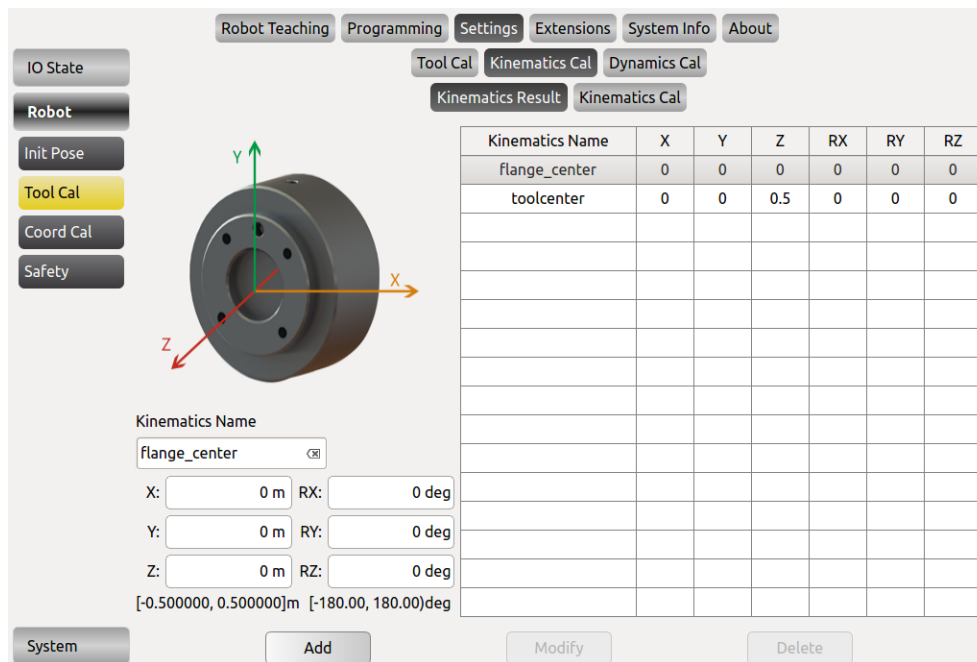 Robot Teaching Programming Settings Extensions System Info About
Tool Cal Kinematics Cal Dynamics Cal
Kinematics Result Kinematics Cal
IO State
Robot
Init Pose
Tool Cal
Coord Cal
Safety
System
Y
X
Z
Kinematics Name
flange_center
X: 0 m RX: 0 deg
Y: 0 m RY: 0 deg
Z: 0 m RZ: 0 deg
[-0.500000, 0.500000]m [-180.00, 180.00)deg
Kinematics Name X Y Z RX RY RZ
flange_center 0 0 0 0 0 0
toolcenter 0 0 0.5 0 0 0
Add Modify Delete